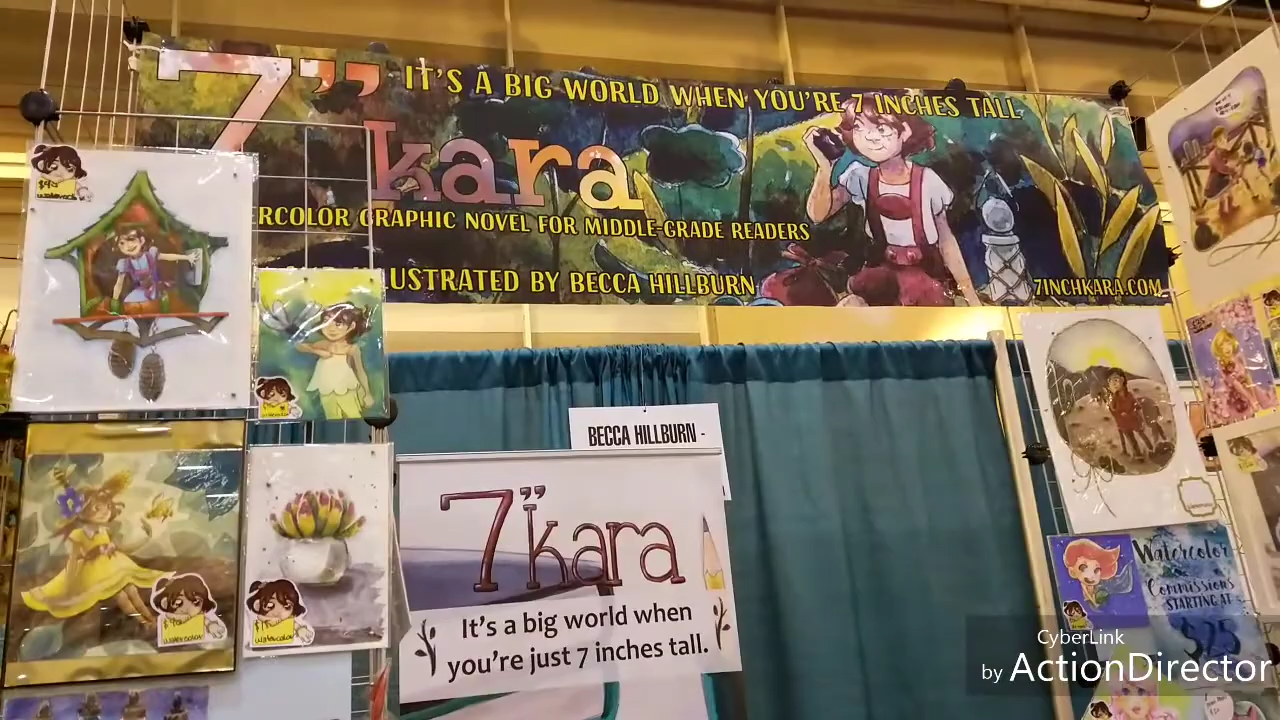 7”
IT'S A BIG WORLD WHEN YOU'RE 7 INCHES TALL
kara
ERCOLOR GRAPHIC NOVEL FOR MIDDLE-GRADE READERS
LUSTRATED BY BECCA HILLBURN
7INCHKARA.COM
BECCA HILLBURN -
7” kara
It's a big world when
you're just 7 inches tall.
Watercolor
Commissions
STARTING AT
$25
CyberLink
by ActionDirector